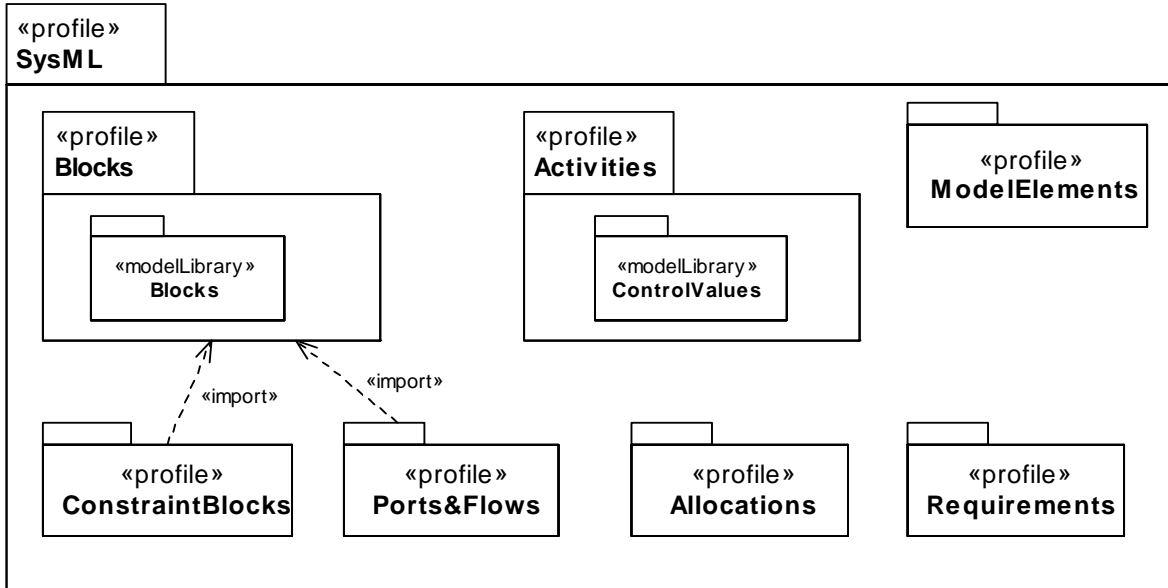 «profile»
SysML
«profile»
Blocks
«modelLibrary»
Blocks
«profile»
Activities
«modelLibrary»
ControlValues
«profile»
ModelElements
«import»
«import»
«profile»
ConstraintBlocks
«profile»
Ports&Flows
«profile»
Allocations
«profile»
Requirements